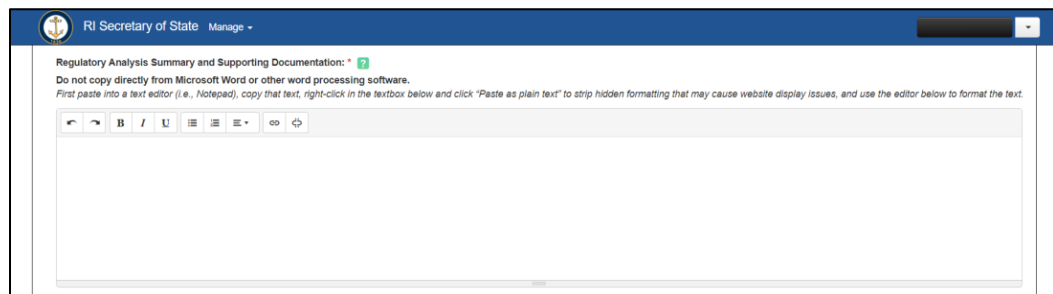 RI Secretary of State Manage
Regulatory Analysis Summary and Supporting Documentation: * ?
Do not copy directly from Microsoft Word or other word processing software.
First paste into a text editor (i.e., Notepad), copy that text, right-click in the textbox below and click "Paste as plain text" to strip hidden formatting that may cause website display issues, and use the editor below to format the text.
B I U